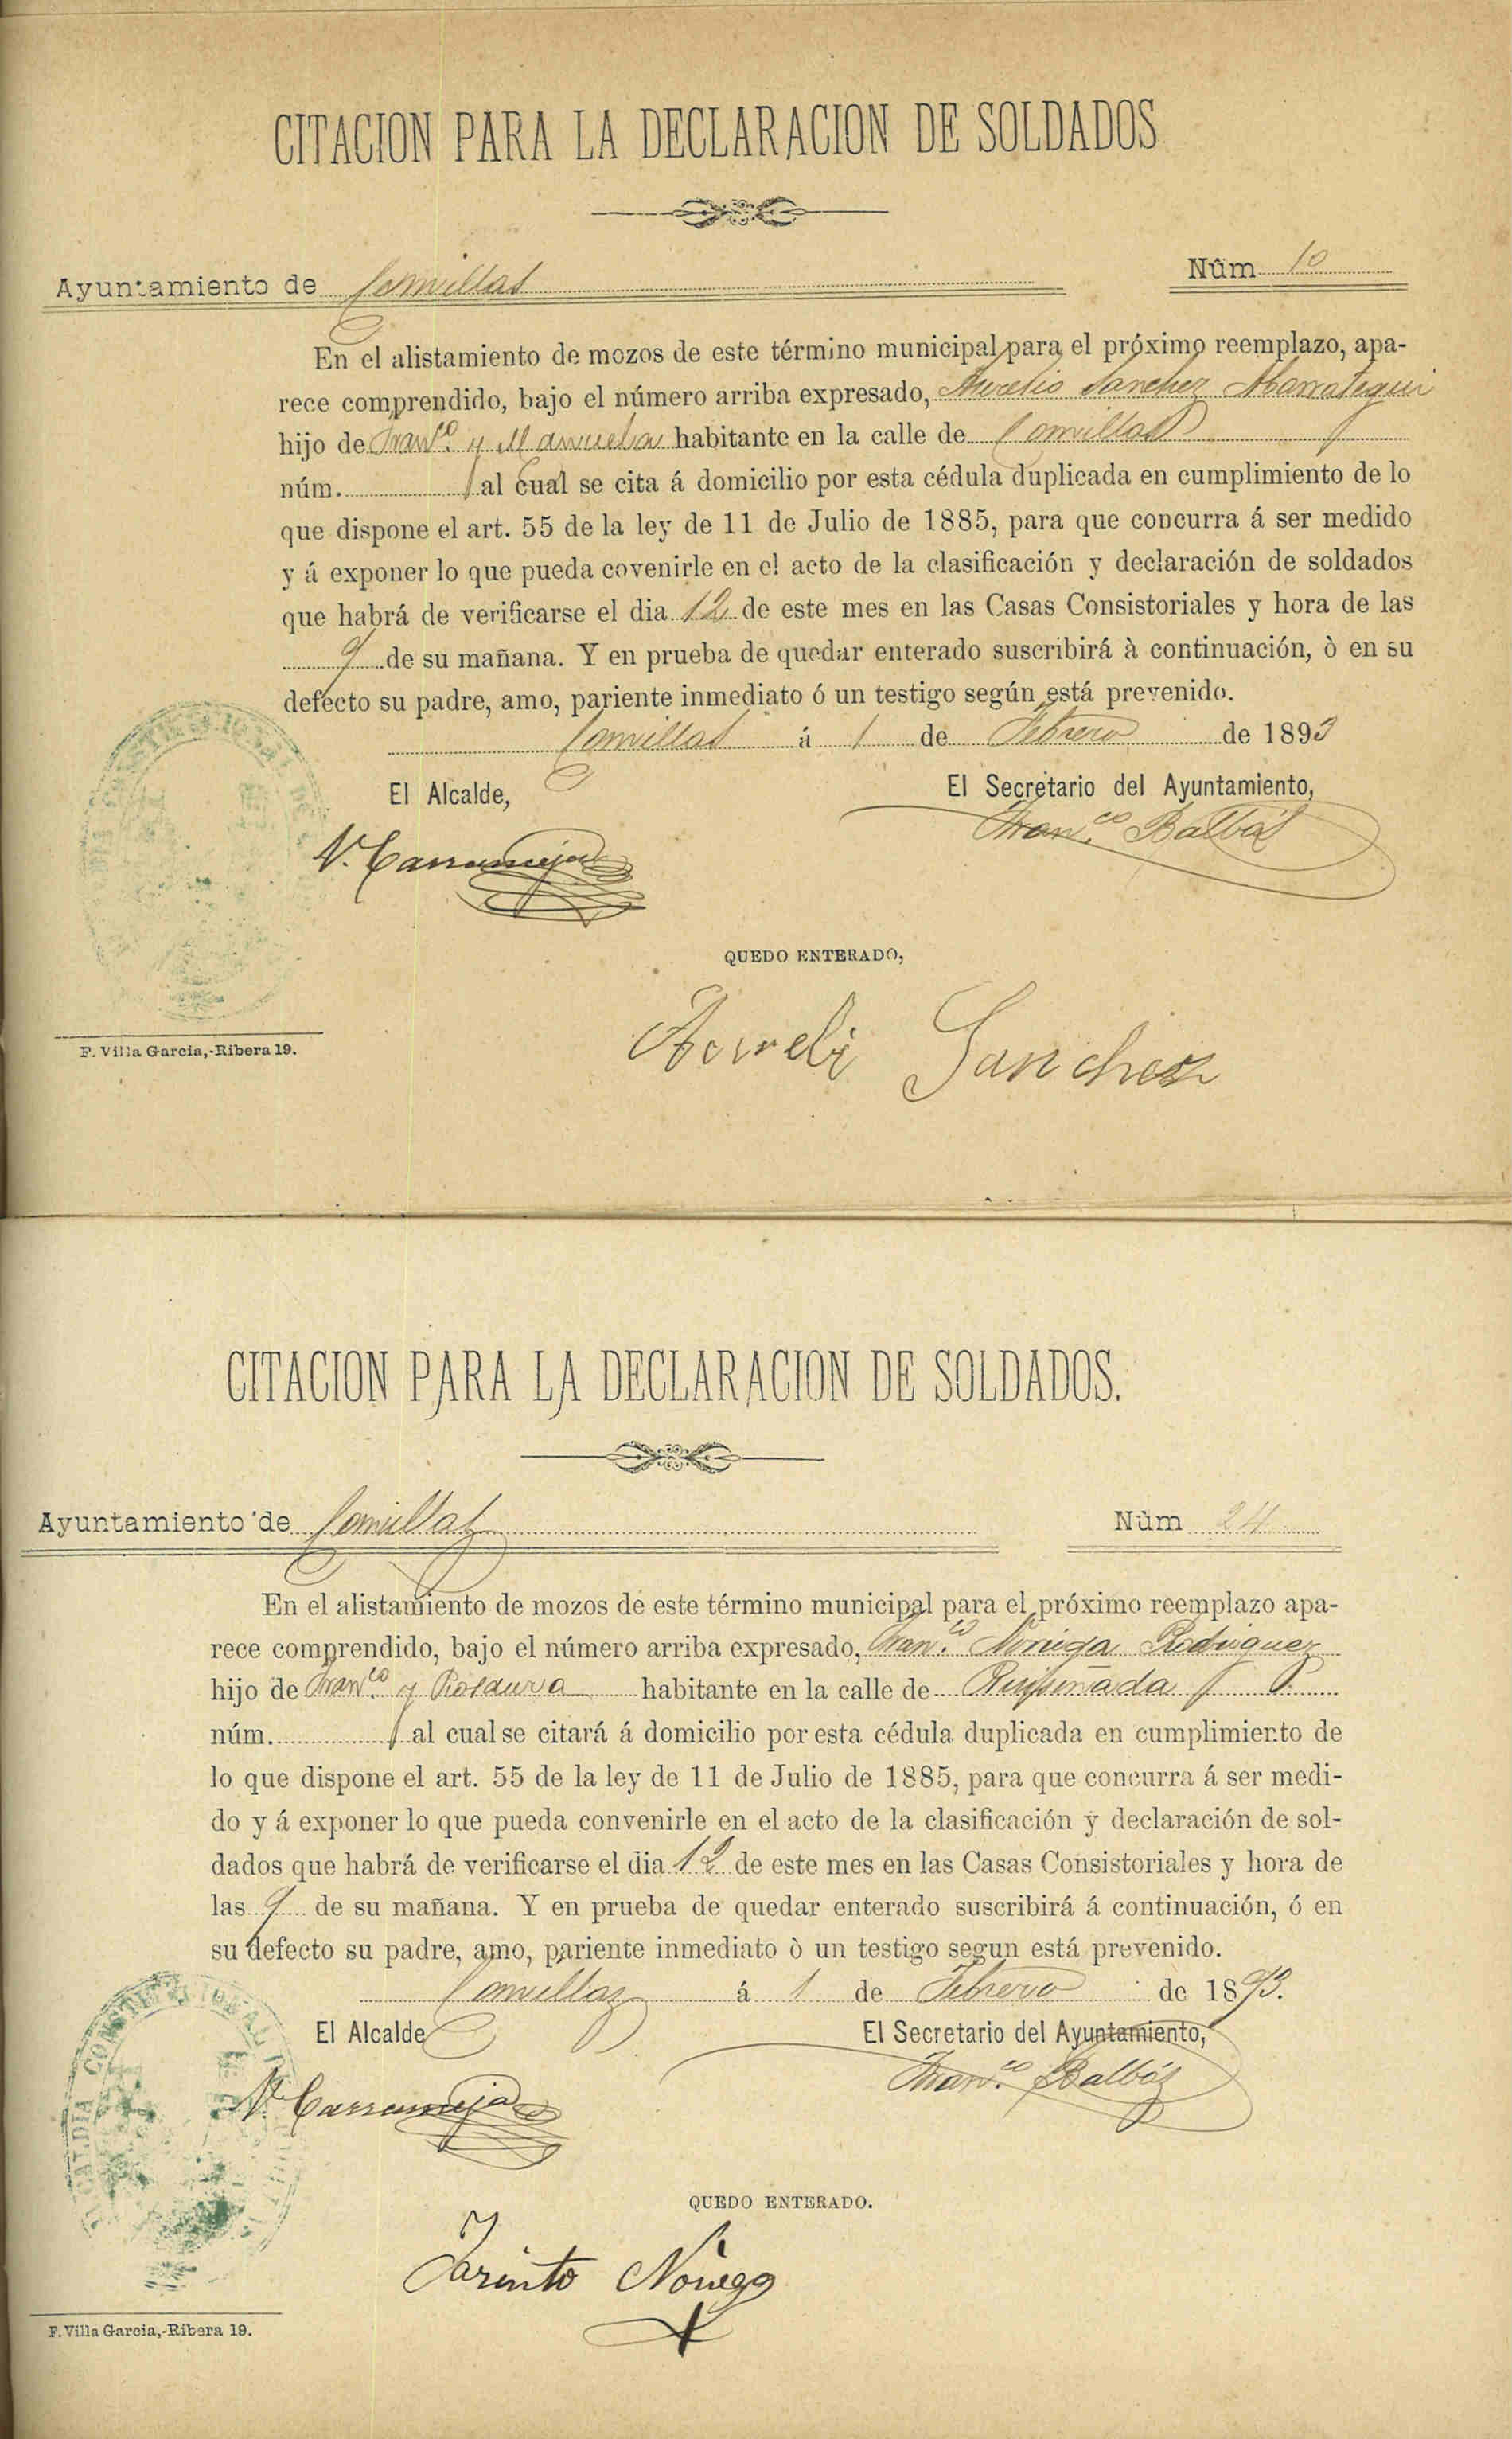 CITACION PARA LA DECLARACION DE SOLDADOS
Ayuntamiento de Comillas
Núm 10
En el alistamiento de mozos de este término municipal para el próximo reemplazo, apa-
rece comprendido, bajo el número arriba expresado, Aurelio Sanchez
hijo de Franco. y Manuela habitante en la calle de Comillas
núm. al cual se cita á domicilio por esta cédula duplicada en cumplimiento de lo
que dispone el art. 55 de la ley de 11 de Julio de 1885, para que concurra á ser medido
y á exponer lo que pueda covenirle en el acto de la clasificación y declaración de soldados
que habrá de verificarse el dia 12 de este mes en las Casas Consistoriales y hora de las
9 de su mañana. Y en prueba de quedar enterado suscribirá à continuación, ò en su
defecto su padre, amo, pariente inmediato ó un testigo según está prevenido.
Comillas á 1 de Febrero de 1893
El Alcalde,
El Secretario del Ayuntamiento,
Franco. Balbás
QUEDO ENTERADO,
Sanchez
F. Villa Garcia,-Ribera 19.
CITACION PARA LA DECLARACION DE SOLDADOS.
Ayuntamiento de Comillas
Núm 24
En el alistamiento de mozos de este término municipal para el próximo reemplazo apa-
rece comprendido, bajo el número arriba expresado, Franco. Noriega Rodriguez
hijo de Franco. y Rosaura habitante en la calle de Ruiseñada
núm. al cual se citará á domicilio por esta cédula duplicada en cumplimiento de
lo que dispone el art. 55 de la ley de 11 de Julio de 1885, para que concurra á ser medi-
do y á exponer lo que pueda convenirle en el acto de la clasificación y declaración de sol-
dados que habrá de verificarse el dia 12 de este mes en las Casas Consistoriales y hora de
las 9 de su mañana. Y en prueba de quedar enterado suscribirá á continuación, ó en
su defecto su padre, amo, pariente inmediato ò un testigo segun está prevenido.
Comillas á 1 de Febrero de 1893.
El Alcalde
El Secretario del Ayuntamiento,
Franco. Balbás
QUEDO ENTERADO.
Jacinto Noriega
F. Villa Garcia,-Ribera 19.